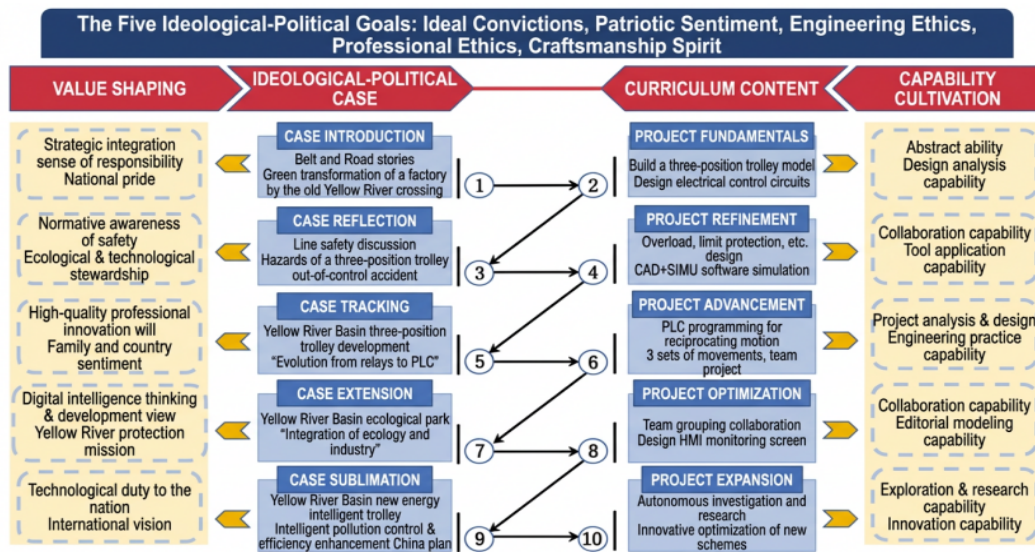 The Five Ideological-Political Goals: Ideal Convictions, Patriotic Sentiment, Engineering Ethics,
Professional Ethics, Craftsmanship Spirit
VALUE SHAPING
IDEOLOGICAL-POLITICAL
CASE
CURRICULUM CONTENT
CAPABILITY
CULTIVATION
Strategic integration
sense of responsibility
National pride
CASE INTRODUCTION
Belt and Road stories
Green transformation of a factory
by the old Yellow River crossing
1
2
PROJECT FUNDAMENTALS
Build a three-position trolley model
Design electrical control circuits
Abstract ability
Design analysis
capability
Normative awareness
of safety
Ecological & technological
stewardship
CASE REFLECTION
Line safety discussion
Hazards of a three-position trolley
out-of-control accident
3
4
PROJECT REFINEMENT
Overload, limit protection, etc.
design
CAD+SIMU software simulation
Collaboration capability
Tool application
capability
High-quality professional
innovation will
Family and country
sentiment
CASE TRACKING
Yellow River Basin three-position
trolley development
“Evolution from relays to PLC”
5
6
PROJECT ADVANCEMENT
PLC programming for
reciprocating motion
3 sets of movements, team
project
Project analysis & design
Engineering practice
capability
Digital intelligence thinking
& development view
Yellow River protection
mission
CASE EXTENSION
Yellow River Basin ecological park
“Integration of ecology and
industry”
7
8
PROJECT OPTIMIZATION
Team grouping collaboration
Design HMI monitoring screen
Collaboration capability
Editorial modeling
capability
Technological duty to the
nation
International vision
CASE SUBLIMATION
Yellow River Basin new energy
intelligent trolley
Intelligent pollution control &
efficiency enhancement China plan
9
10
PROJECT EXPANSION
Autonomous investigation and
research
Innovative optimization of new
schemes
Exploration & research
capability
Innovation capability